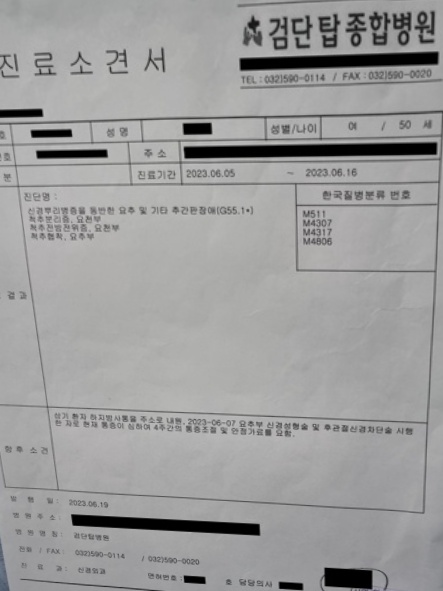 검단탑종합병원
진료소견서
TEL : 032)590-0114 / FAX : 032)590-0020
호 성 명 성별/나이 여 / 50 세
번호 주 소
분 진료기간 2023.06.05 ~ 2023.06.16
진단명 : 한국질병분류 번호
신경뿌리병증을 동반한 요추 및 기타 추간판장애(G55.1*) M511
척추분리증, 요천부 M4307
척추전방전위증, 요천부 M4317
척추협착, 요추부 M4806
결과
상기 환자 하지방사통을 주소로 내원, 2023-06-07 요추부 신경성형술 및 후관절신경차단술 시행
한 자로 현재 통증이 심하여 4주간의 통증조절 및 안정가료를 요함.
향후 소견
발 행 일: 2023.06.19
병원주소:
병원명칭: 검단탑병원
전화 / FAX: 032)590-0114 / 032)590-0020
진 료 과: 신경외과 면허번호: 호 담당의사